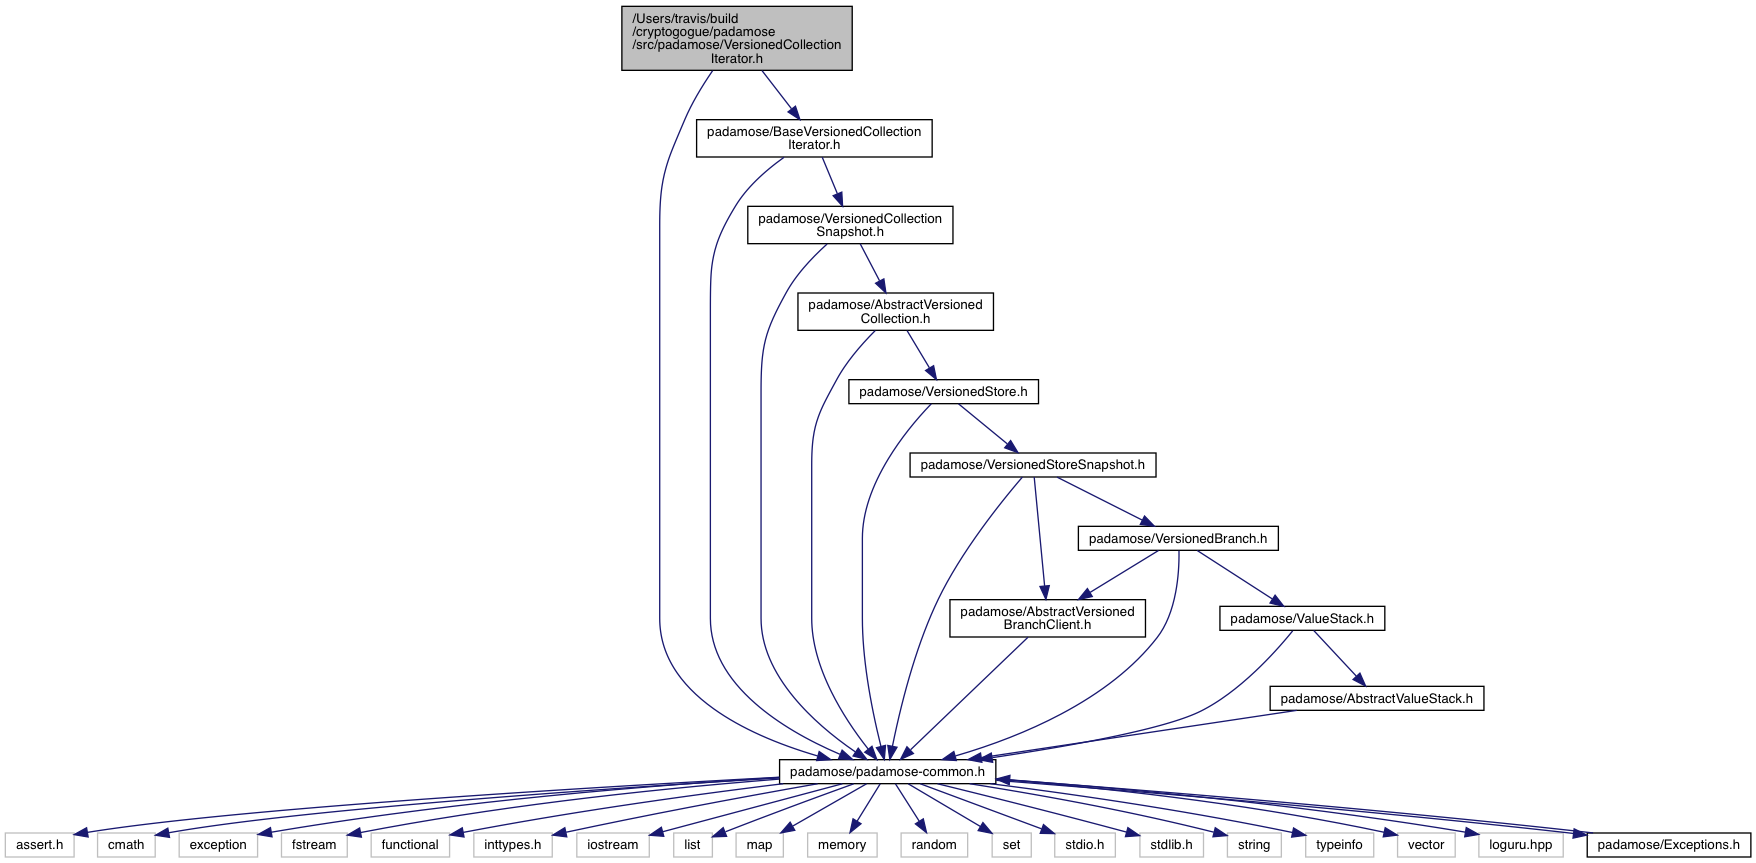 /Users/travis/build
/cryptogogue/padamose
/src/padamose/VersionedCollection
Iterator.h
padamose/BaseVersionedCollection
Iterator.h
padamose/VersionedCollection
Snapshot.h
padamose/AbstractVersioned
Collection.h
padamose/VersionedStore.h
padamose/VersionedStoreSnapshot.h
padamose/VersionedBranch.h
padamose/AbstractVersioned
BranchClient.h
padamose/ValueStack.h
padamose/AbstractValueStack.h
padamose/padamose-common.h
assert.h
cmath
exception
fstream
functional
inttypes.h
iostream
list
map
memory
random
set
stdio.h
stdlib.h
string
typeinfo
vector
loguru.hpp
padamose/Exceptions.h